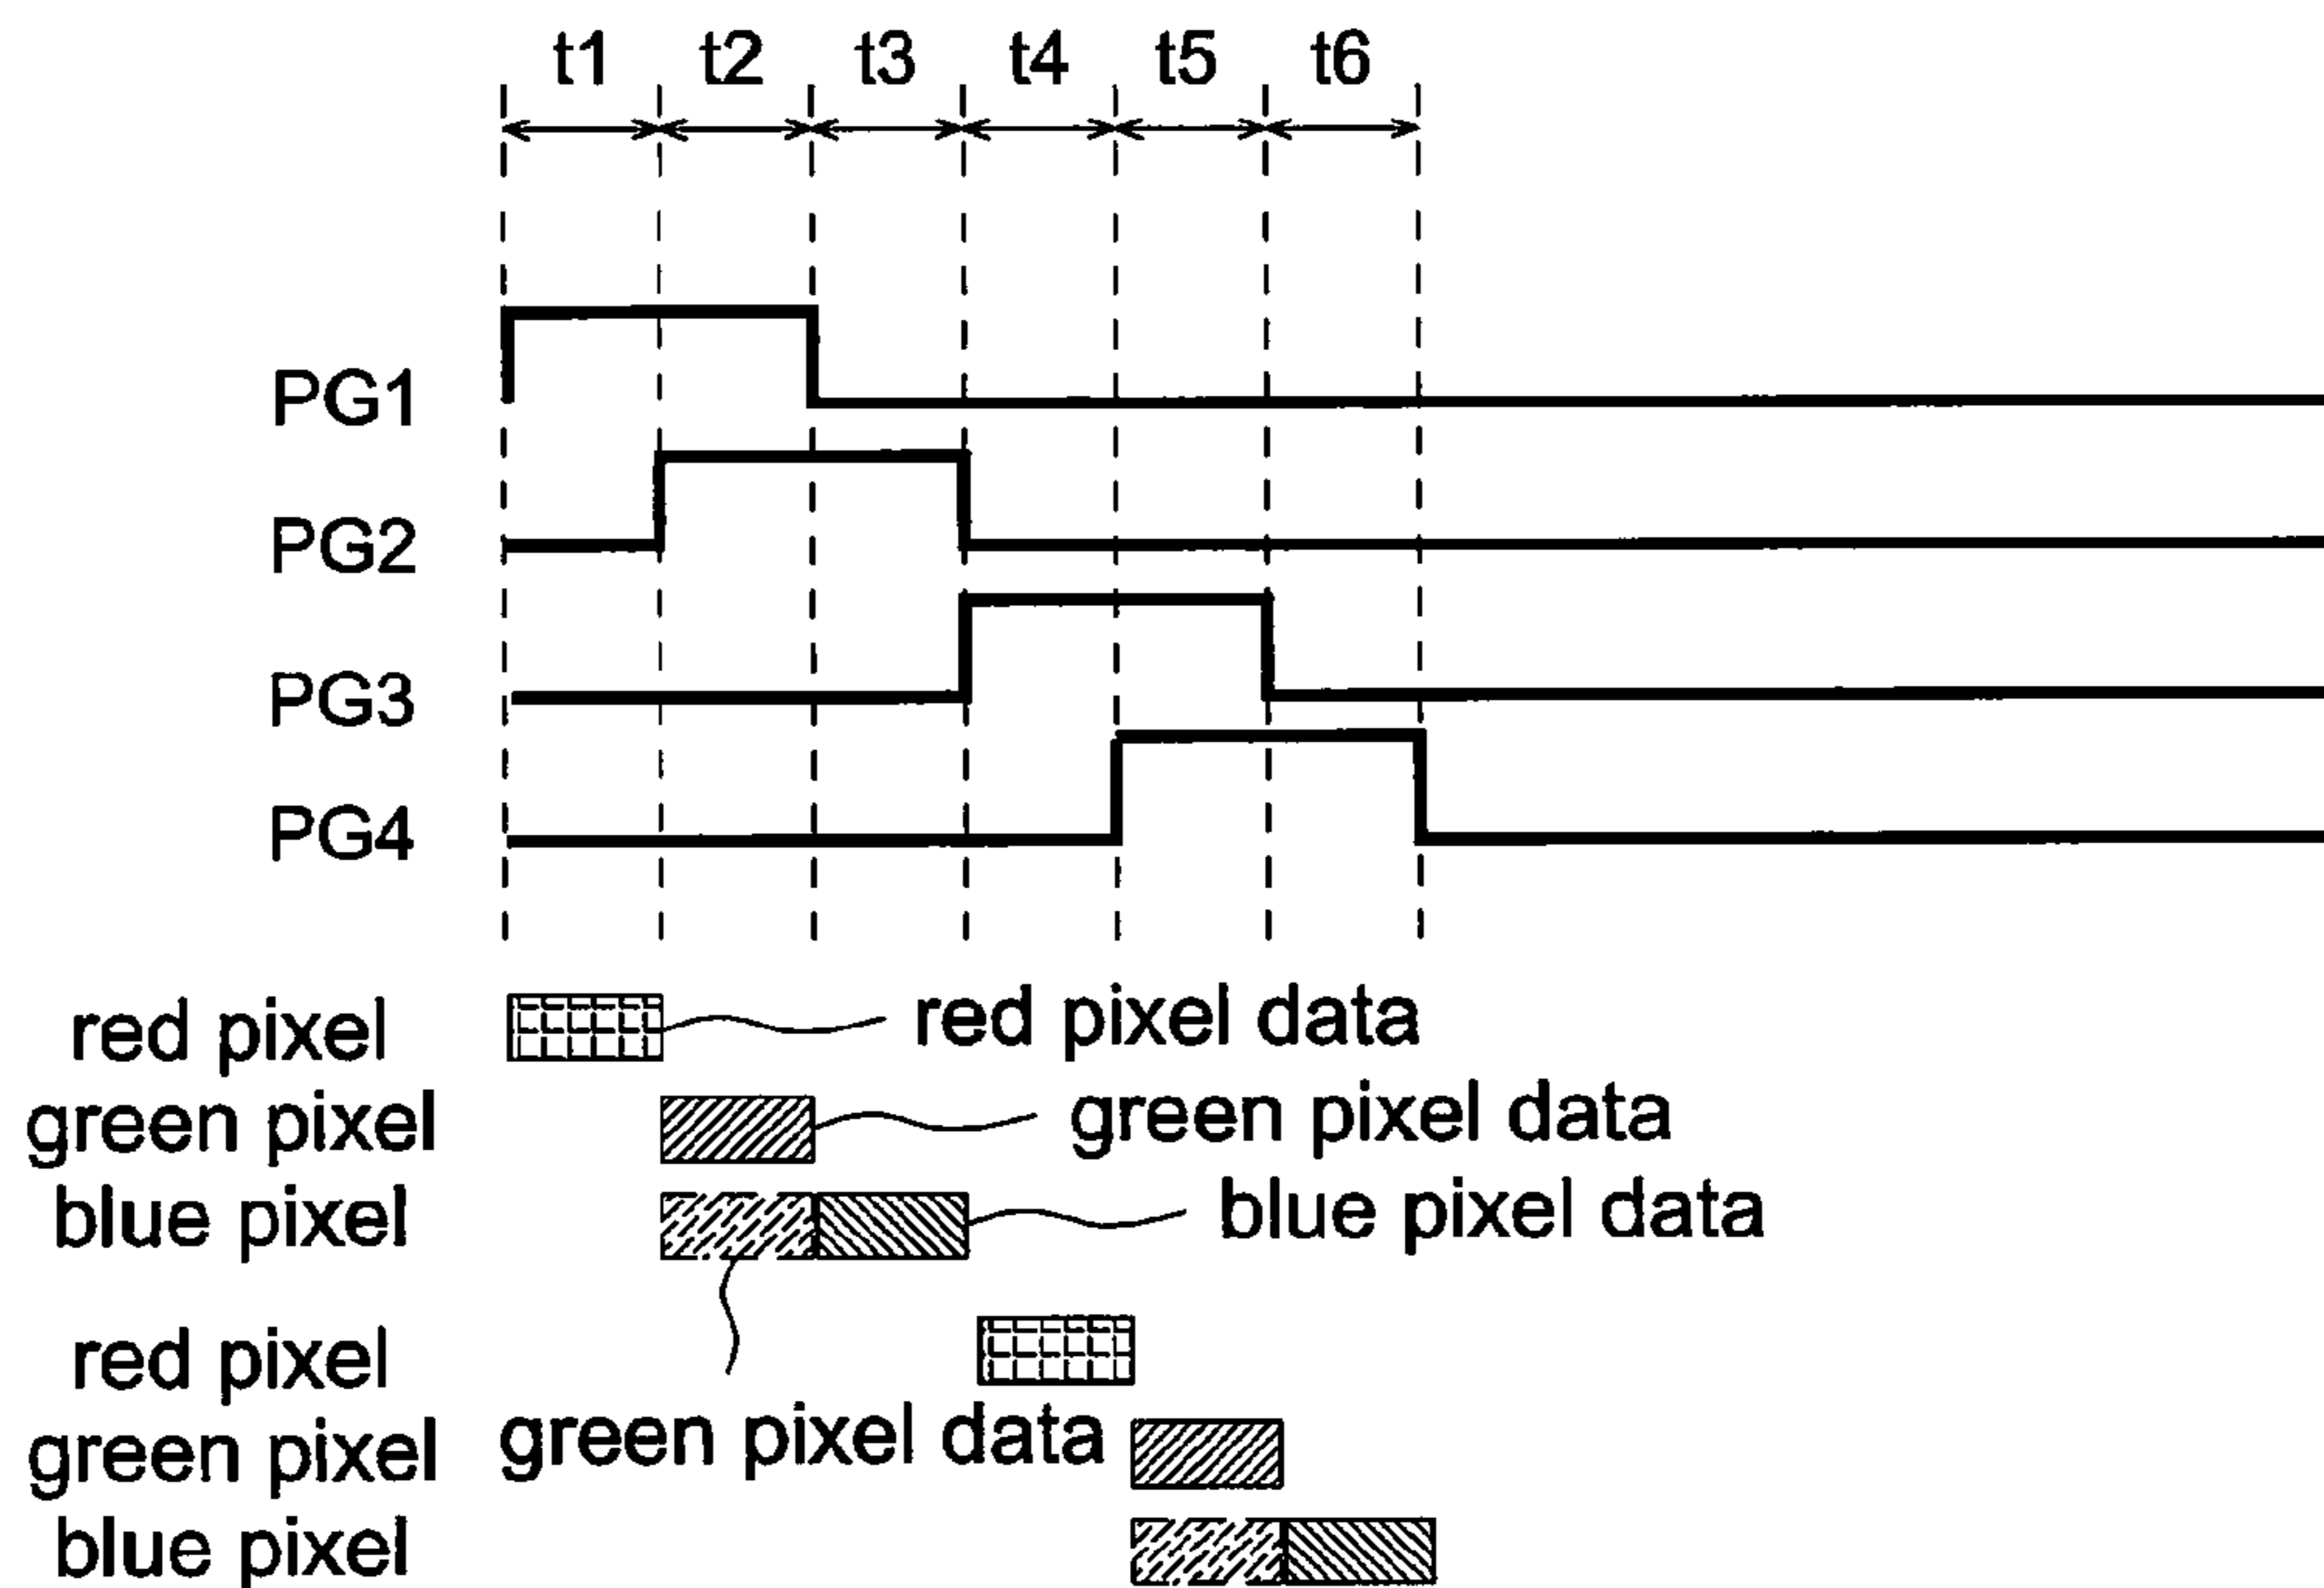 t1 t2 t3 t4 t5 t6
PG1
PG2
PG3
PG4
red pixel red pixel data
green pixel green pixel data
blue pixel blue pixel data
red pixel
green pixel green pixel data
blue pixel